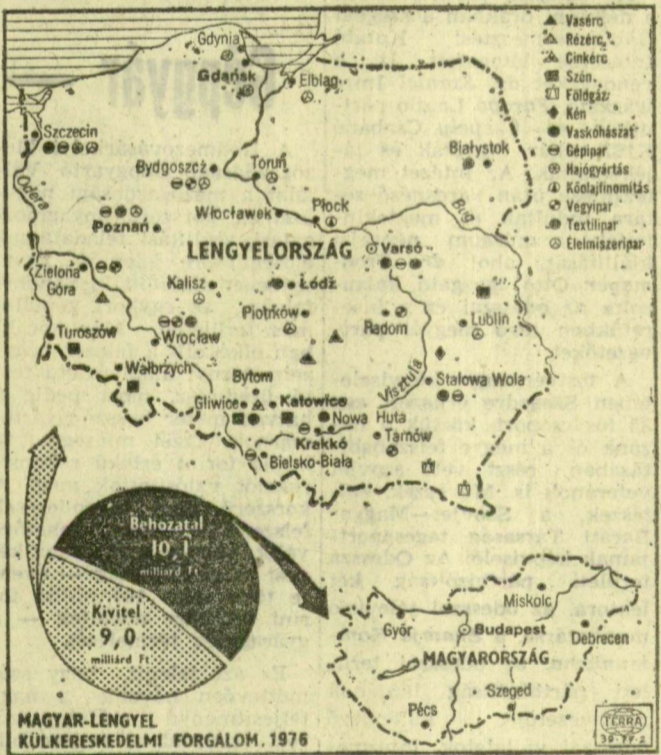 Gdynia
Gdańsk
Elbląg
Szczecin
Białystok
Bydgoszcz
Toruń
Odera
Włocławek
Płock
Bug
Poznań
LENGYELORSZÁG
Varsó
Zielona
Góra
Kalisz
Łódź
Piotrków
Radom
Lublin
Turoszów
Wrocław
Wałbrzych
Visztula
Stalowa Wola
Bytom
Gliwice
Katowice
Nowa Huta
Krakkó
Tarnów
Bielsko-Biała
Vasérc
Rézérc
Cinkérc
Szén
Földgáz
Kén
Vaskohászat
Gépipar
Hajógyártás
Kőolajfinomítás
Vegyipar
Textilipar
Élelmiszeripar
Behozatal
10,1
milliárd Ft
Kivitel
9,0
milliárd Ft
Miskolc
Győr
Budapest
Debrecen
MAGYARORSZÁG
Szeged
Pécs
MAGYAR-LENGYEL
KÜLKERESKEDELMI FORGALOM, 1976
TERRA